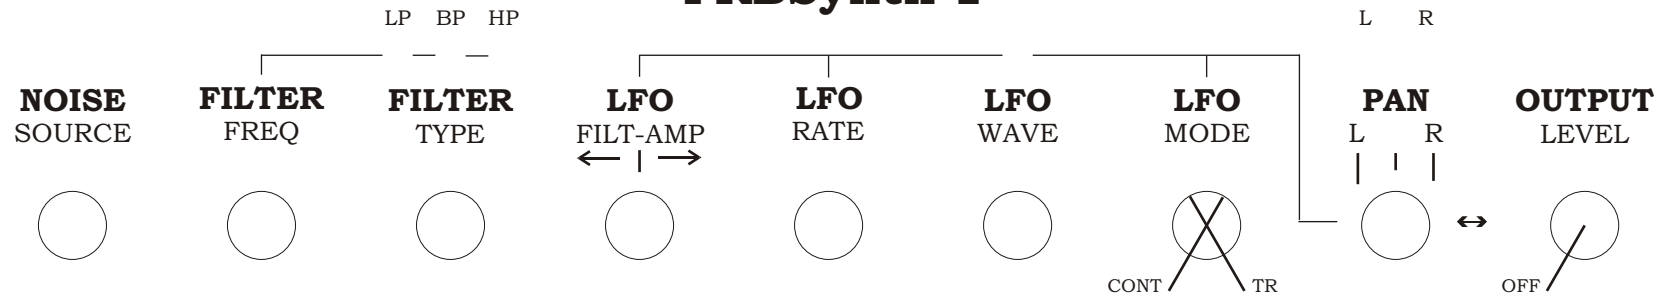 LP BP HP
L R
NOISE FILTER FILTER LFO LFO LFO LFO PAN OUTPUT
SOURCE FREQ TYPE FILT-AMP RATE WAVE MODE L R LEVEL
CONT TR OFF